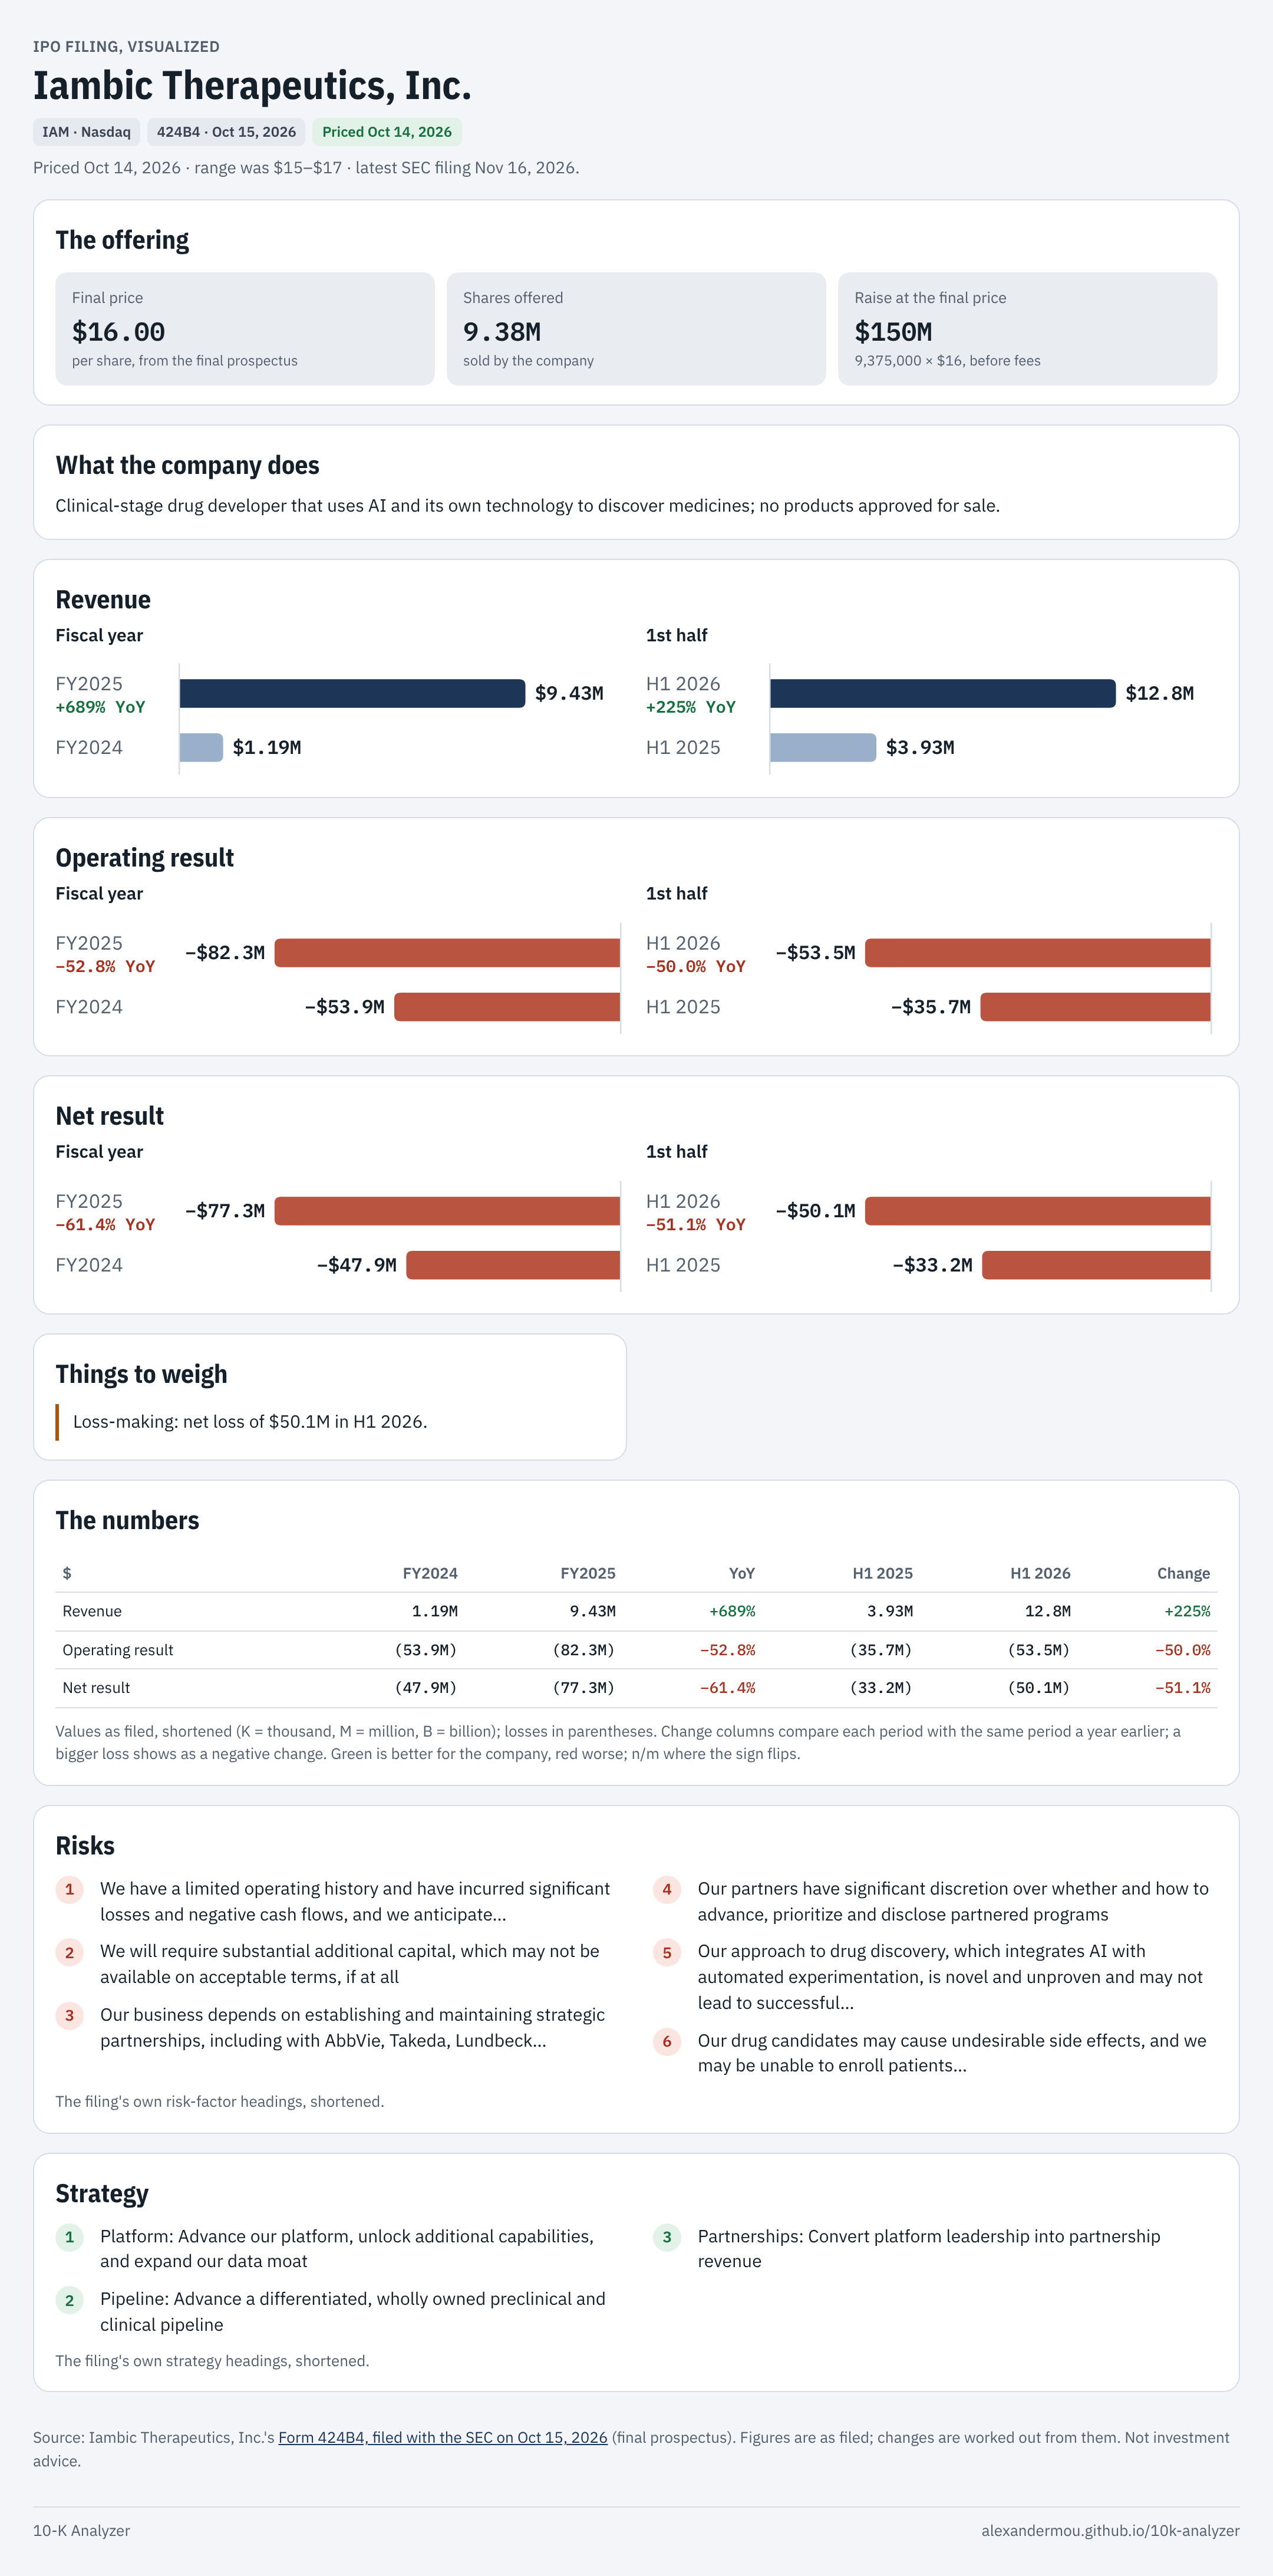 IPO FILING, VISUALIZED
Iambic Therapeutics, Inc.
IAM · Nasdaq
424B4 · Oct 15, 2026
Priced Oct 14, 2026
Priced Oct 14, 2026 · range was $15–$17 · latest SEC filing Nov 16, 2026.
The offering
Final price
$16.00
per share, from the final prospectus
Shares offered
9.38M
sold by the company
Raise at the final price
$150M
9,375,000 × $16, before fees
What the company does
Clinical-stage drug developer that uses AI and its own technology to discover medicines; no products approved for sale.
Revenue
Fiscal year
FY2025
+689% YoY
$9.43M
FY2024
$1.19M
1st half
H1 2026
+225% YoY
$12.8M
H1 2025
$3.93M
Operating result
Fiscal year
FY2025
−52.8% YoY
−$82.3M
FY2024
−$53.9M
1st half
H1 2026
−50.0% YoY
−$53.5M
H1 2025
−$35.7M
Net result
Fiscal year
FY2025
−61.4% YoY
−$77.3M
FY2024
−$47.9M
1st half
H1 2026
−51.1% YoY
−$50.1M
H1 2025
−$33.2M
Things to weigh
Loss-making: net loss of $50.1M in H1 2026.
The numbers
$ FY2024 FY2025 YoY H1 2025 H1 2026 Change
Revenue 1.19M 9.43M +689% 3.93M 12.8M +225%
Operating result (53.9M) (82.3M) −52.8% (35.7M) (53.5M) −50.0%
Net result (47.9M) (77.3M) −61.4% (33.2M) (50.1M) −51.1%
Values as filed, shortened (K = thousand, M = million, B = billion); losses in parentheses. Change columns compare each period with the same period a year earlier; a
bigger loss shows as a negative change. Green is better for the company, red worse; n/m where the sign flips.
Risks
1 We have a limited operating history and have incurred significant
losses and negative cash flows, and we anticipate…
2 We will require substantial additional capital, which may not be
available on acceptable terms, if at all
3 Our business depends on establishing and maintaining strategic
partnerships, including with AbbVie, Takeda, Lundbeck…
4 Our partners have significant discretion over whether and how to
advance, prioritize and disclose partnered programs
5 Our approach to drug discovery, which integrates AI with
automated experimentation, is novel and unproven and may not
lead to successful…
6 Our drug candidates may cause undesirable side effects, and we
may be unable to enroll patients…
The filing's own risk-factor headings, shortened.
Strategy
1 Platform: Advance our platform, unlock additional capabilities,
and expand our data moat
2 Pipeline: Advance a differentiated, wholly owned preclinical and
clinical pipeline
3 Partnerships: Convert platform leadership into partnership
revenue
The filing's own strategy headings, shortened.
Source: Iambic Therapeutics, Inc.'s Form 424B4, filed with the SEC on Oct 15, 2026 (final prospectus). Figures are as filed; changes are worked out from them. Not investment
advice.
10-K Analyzer
alexandermou.github.io/10k-analyzer